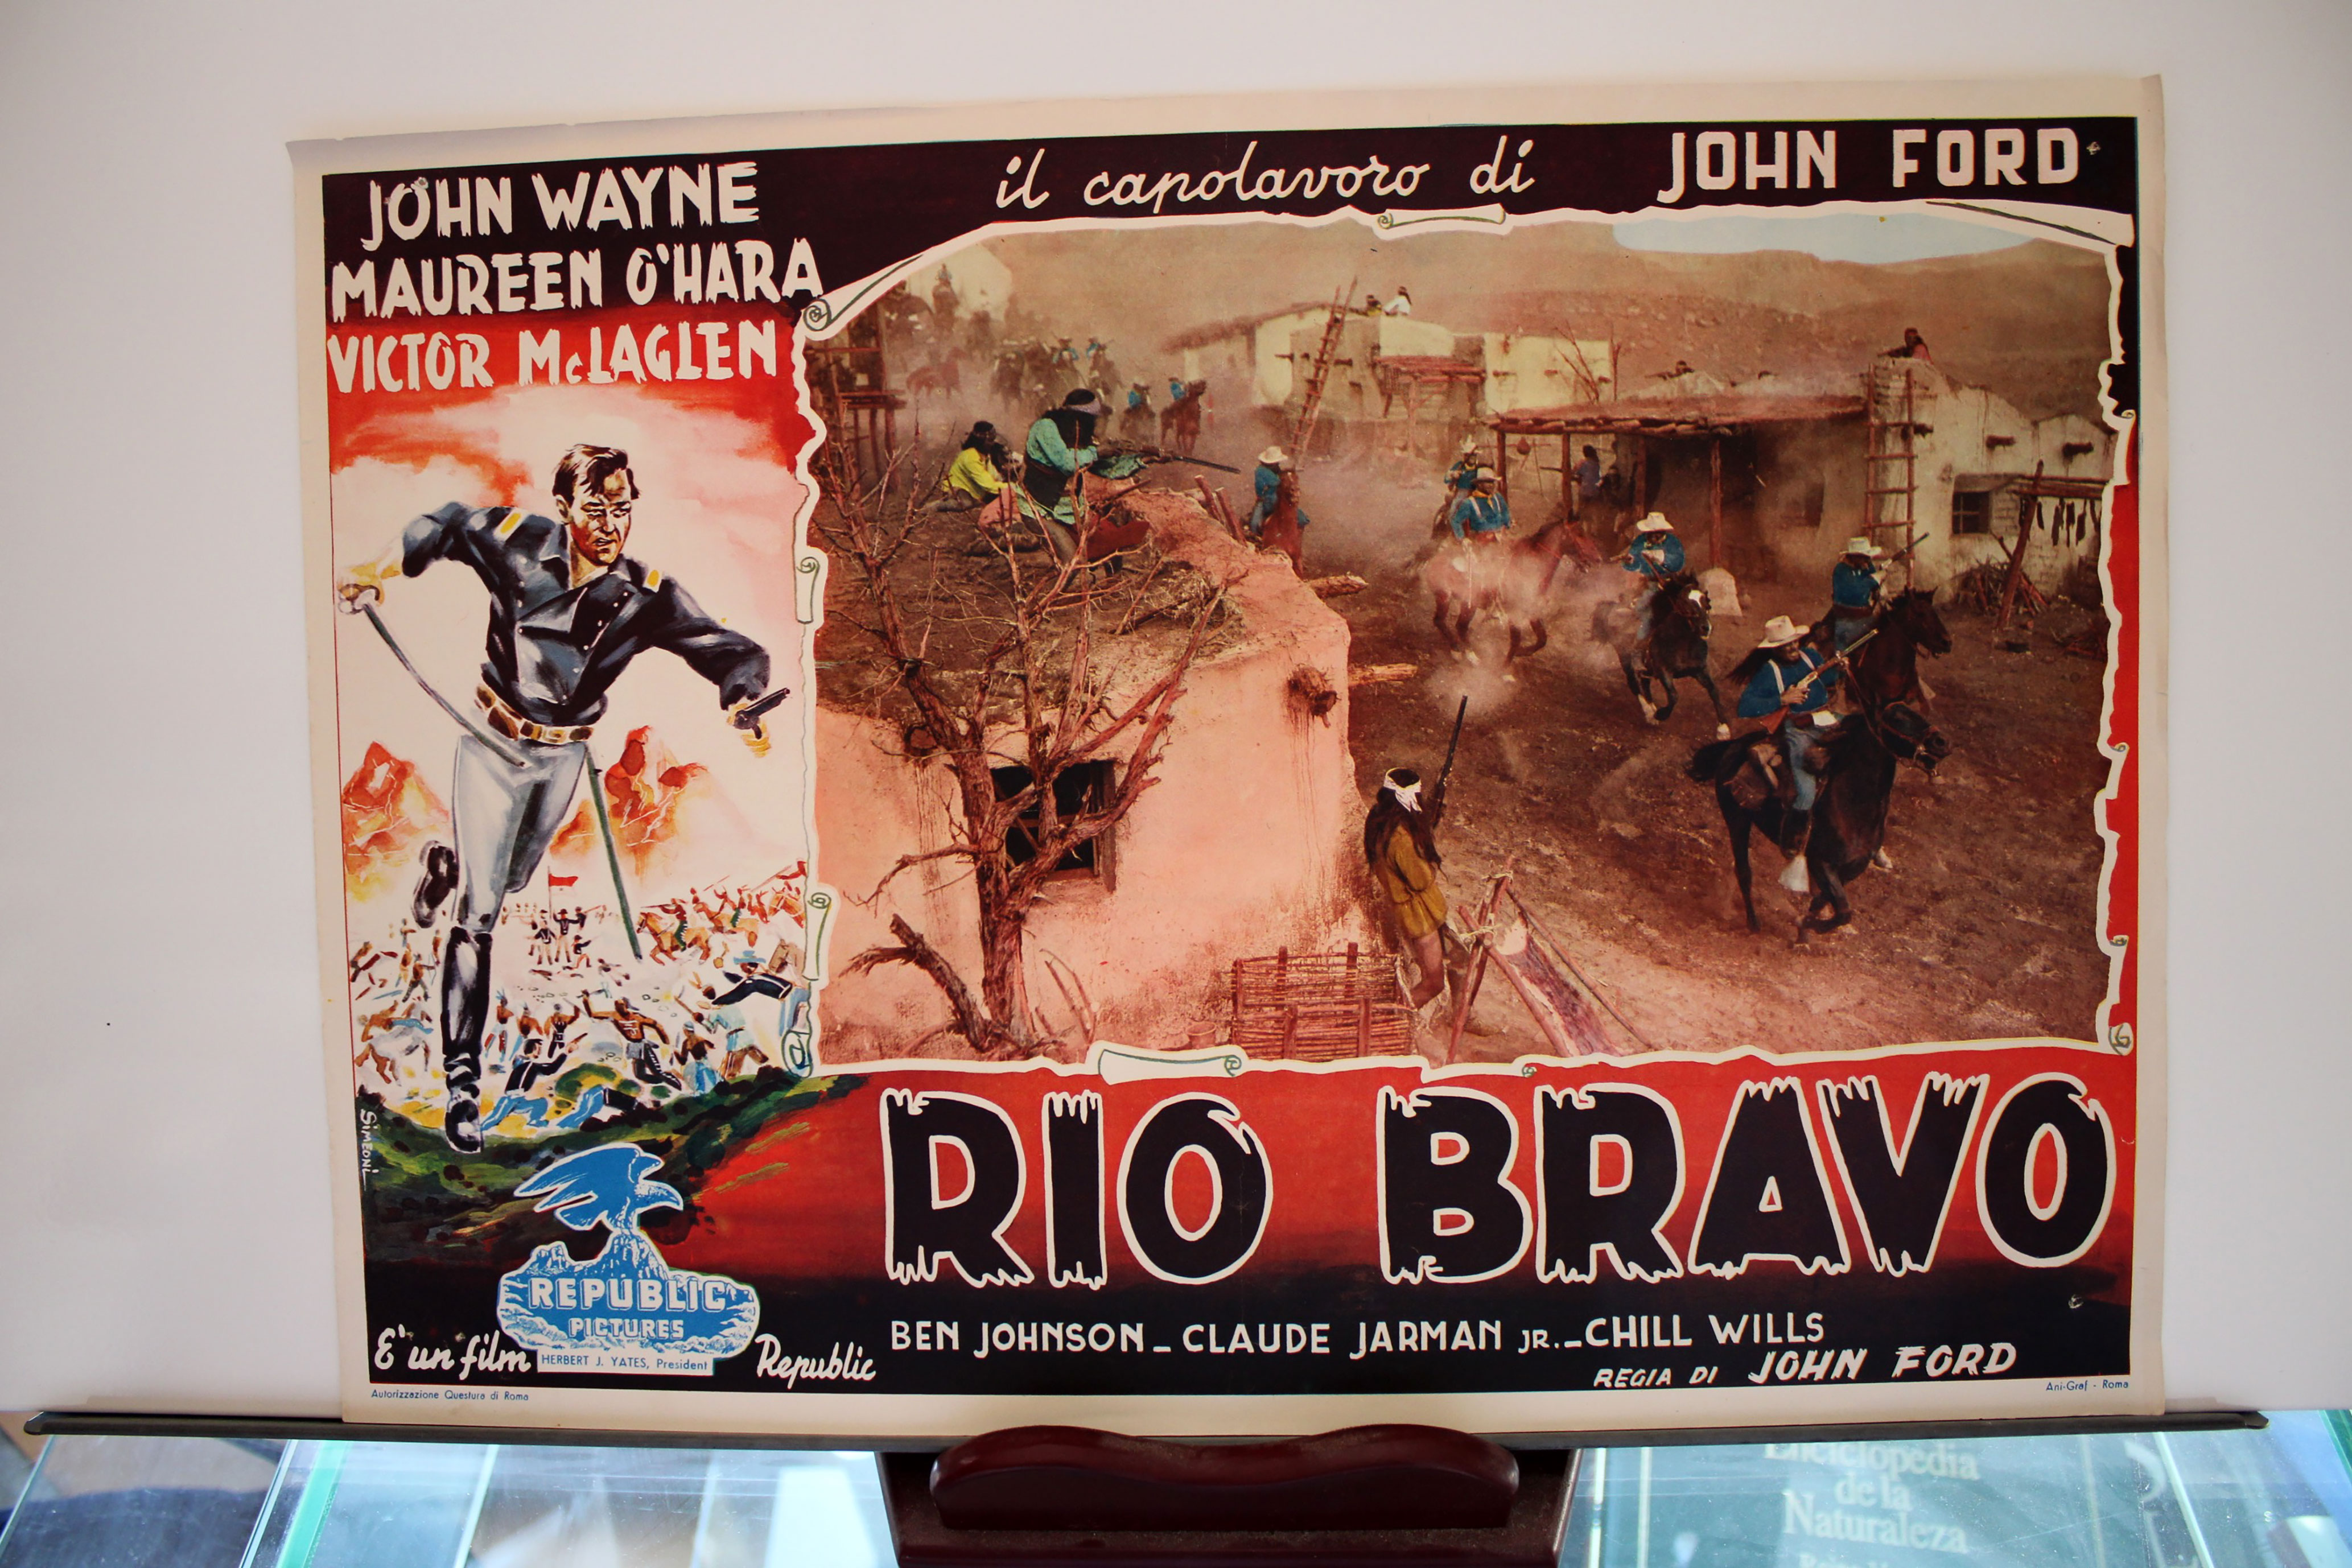 JOHN WAYNE
MAUREEN O'HARA
VICTOR McLAGLEN
il capolavoro di JOHN FORD
SIMEONI
RIO BRAVO
REPUBLIC
PICTURES
HERBERT J. YATES, President
E' un film Republic
BEN JOHNSON - CLAUDE JARMAN JR. - CHILL WILLS
REGIA DI JOHN FORD
Autorizzazione Questura di Roma
Ani-Graf - Roma
Enciclopedia
de la
Naturaleza